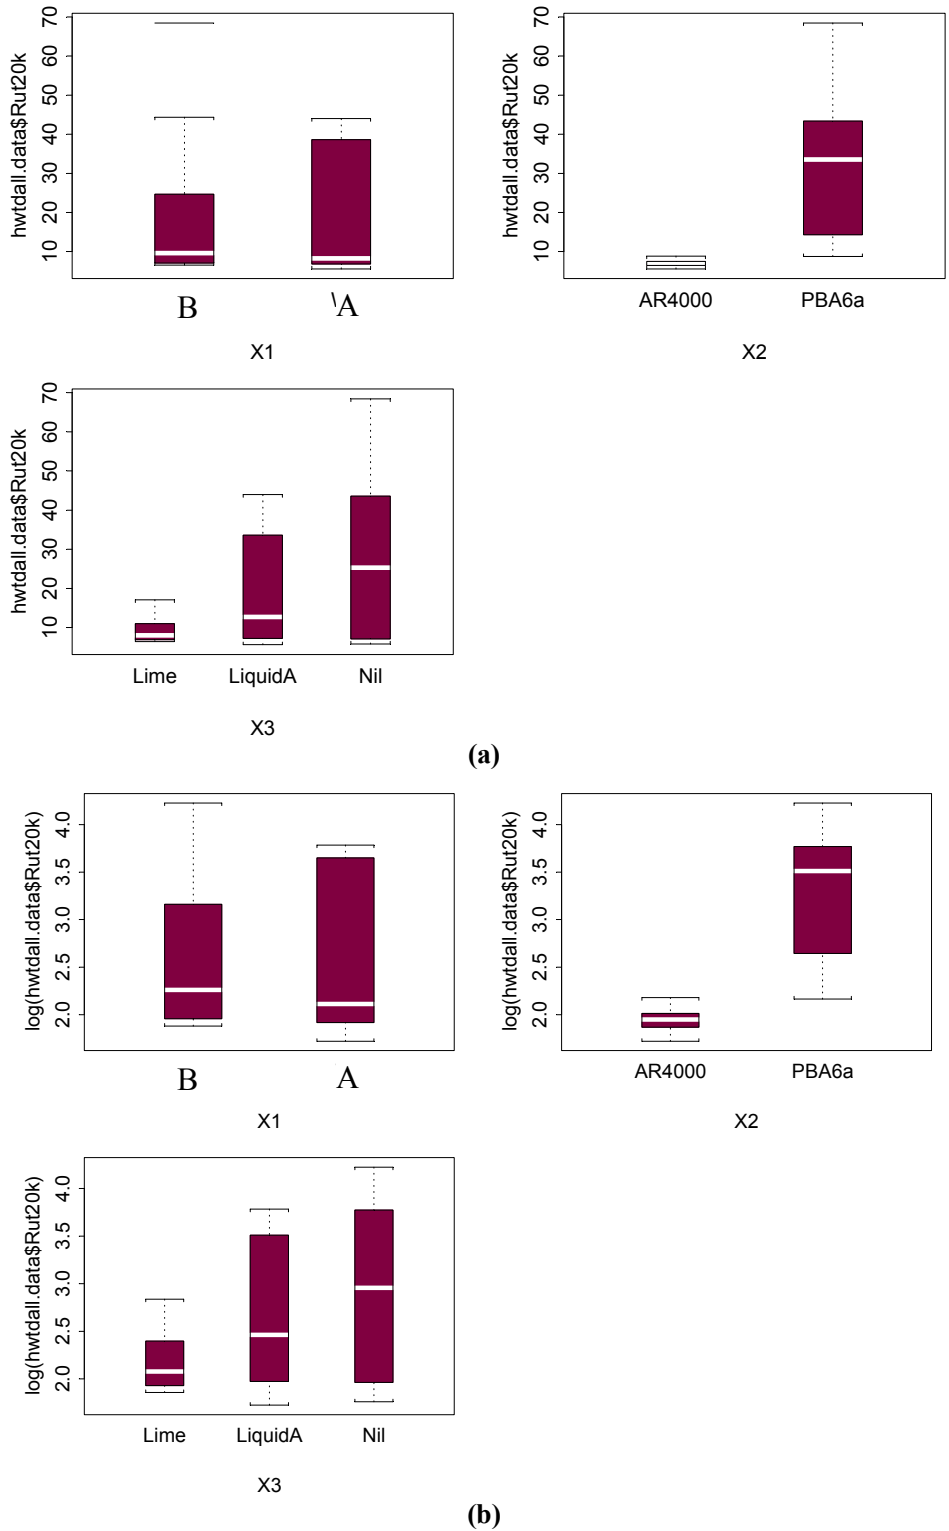 hwtdall.data$Rut20k
10 20 30 40 50 60 70
B \A
X1
hwtdall.data$Rut20k
10 20 30 40 50 60 70
AR4000 PBA6a
X2
hwtdall.data$Rut20k
10 20 30 40 50 60 70
Lime LiquidA Nil
X3
(a)
log(hwtdall.data$Rut20k)
2.0 2.5 3.0 3.5 4.0
B A
X1
log(hwtdall.data$Rut20k)
2.0 2.5 3.0 3.5 4.0
AR4000 PBA6a
X2
log(hwtdall.data$Rut20k)
2.0 2.5 3.0 3.5 4.0
Lime LiquidA Nil
X3
(b)